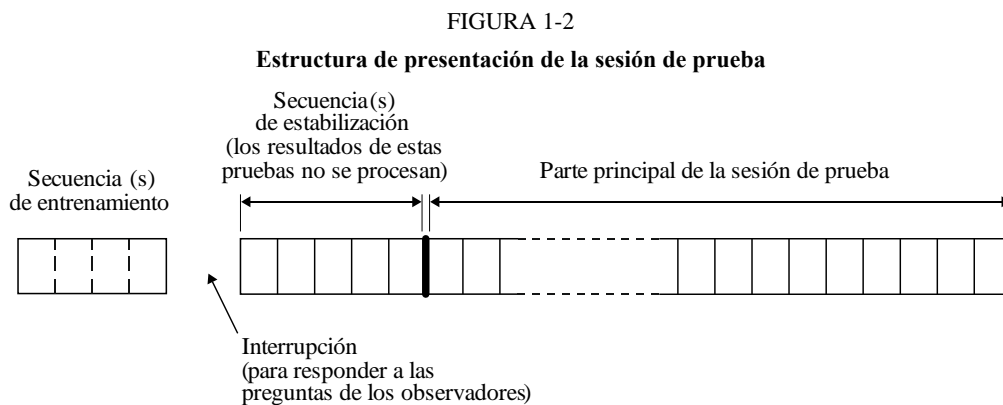 FIGURA 1-2
Estructura de presentación de la sesión de prueba
Secuencia(s)
de estabilización
(los resultados de estas
pruebas no se procesan)
Parte principal de la sesión de prueba
Secuencia (s)
de entrenamiento
Interrupción
(para responder a las
preguntas de los observadores)